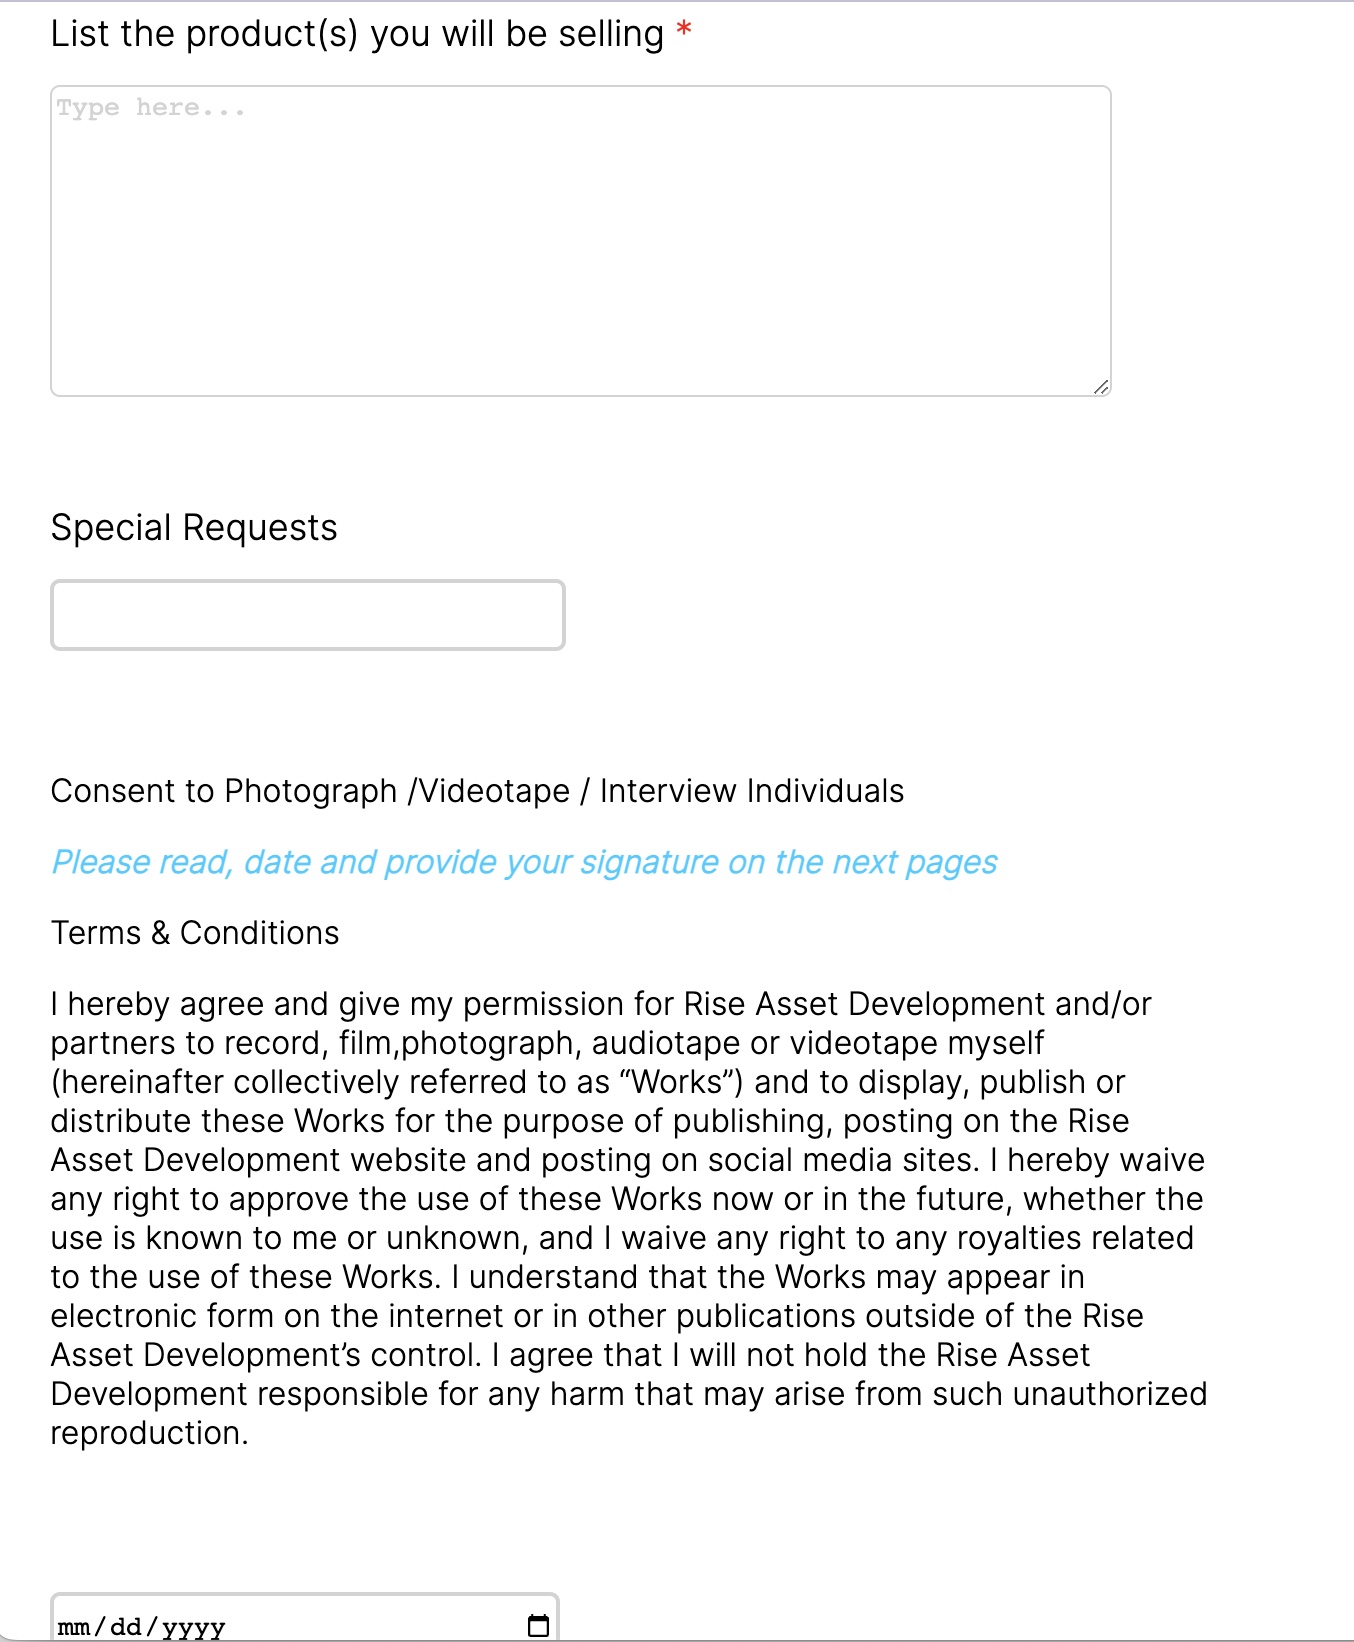 List the product(s) you will be selling *
Type here...
Special Requests
Consent to Photograph /Videotape / Interview Individuals
Please read, date and provide your signature on the next pages
Terms & Conditions
I hereby agree and give my permission for Rise Asset Development and/or
partners to record, film,photograph, audiotape or videotape myself
(hereinafter collectively referred to as “Works”) and to display, publish or
distribute these Works for the purpose of publishing, posting on the Rise
Asset Development website and posting on social media sites. I hereby waive
any right to approve the use of these Works now or in the future, whether the
use is known to me or unknown, and I waive any right to any royalties related
to the use of these Works. I understand that the Works may appear in
electronic form on the internet or in other publications outside of the Rise
Asset Development’s control. I agree that I will not hold the Rise Asset
Development responsible for any harm that may arise from such unauthorized
reproduction.
mm/dd/yyyy